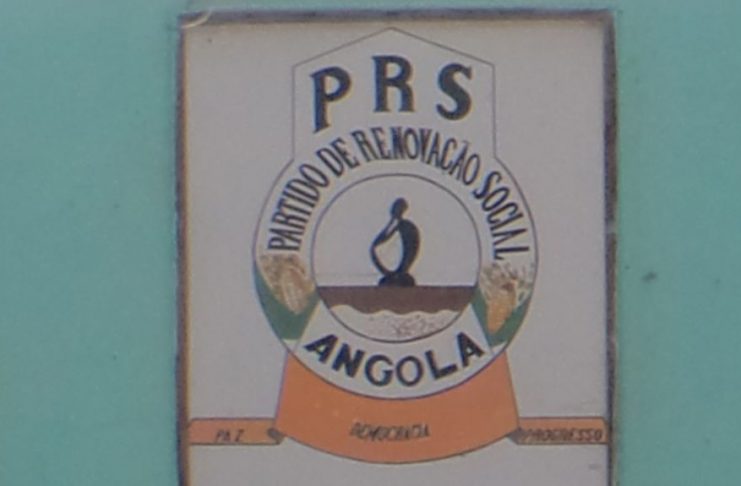 PRS
PARTIDO DE RENOVAÇÃO SOCIAL
ANGOLA
PAZ
DEMOCRACIA
PROGRESSO